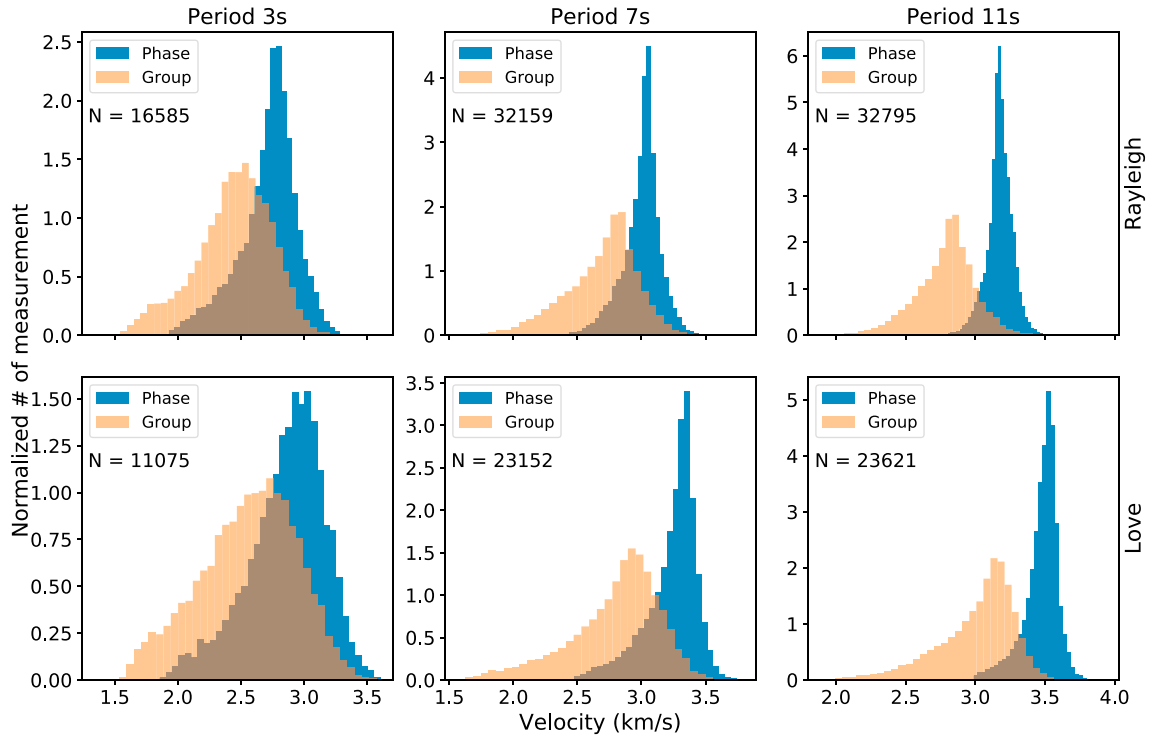 Period 3s
Period 7s
Period 11s
Phase
Group
N = 16585
2.5
2.0
1.5
1.0
0.5
0.0
Phase
Group
N = 32159
4
3
2
1
0
Phase
Group
N = 32795
6
5
4
3
2
1
0
Rayleigh
Normalized # of measurement
Phase
Group
N = 11075
1.50
1.25
1.00
0.75
0.50
0.25
0.00
1.5 2.0 2.5 3.0 3.5
Phase
Group
N = 23152
3.5
3.0
2.5
2.0
1.5
1.0
0.5
0.0
1.5 2.0 2.5 3.0 3.5
Phase
Group
N = 23621
5
4
3
2
1
0
2.0 2.5 3.0 3.5 4.0
Love
Velocity (km/s)